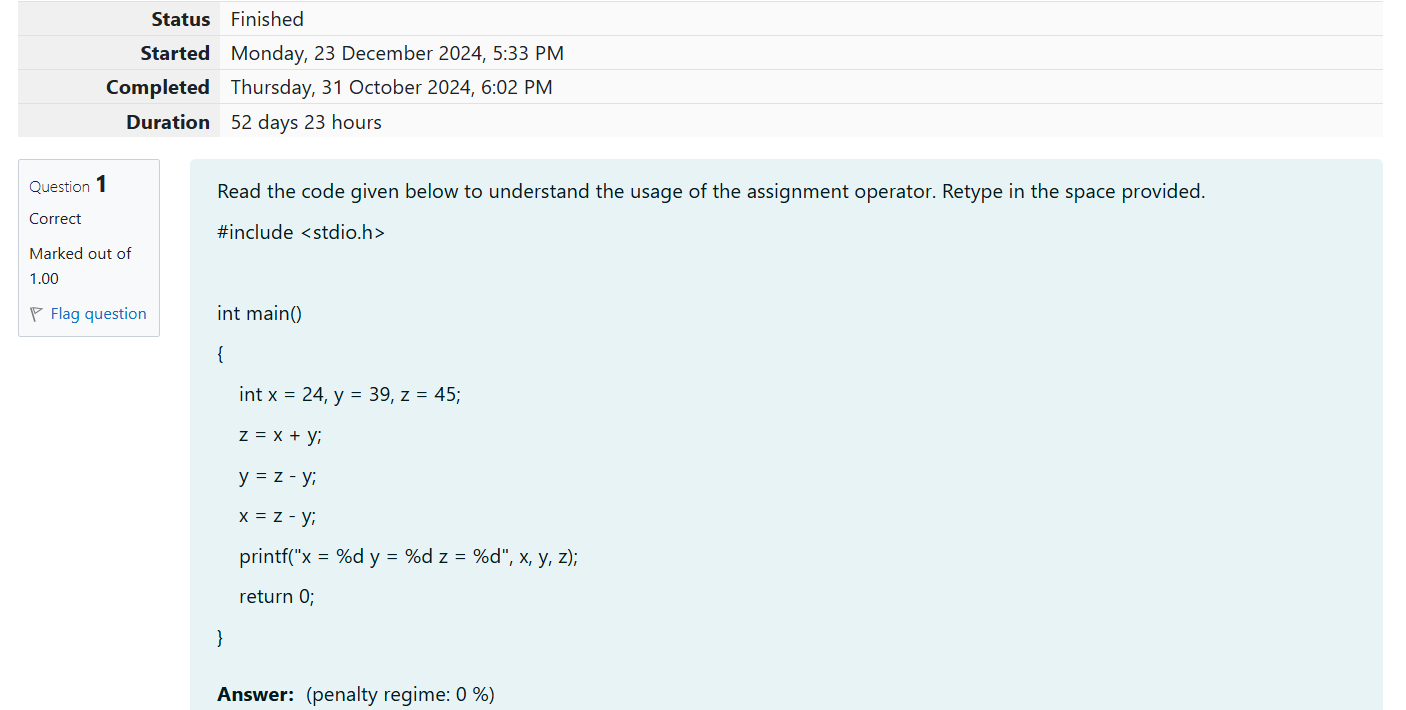 Status Finished
Started Monday, 23 December 2024, 5:33 PM
Completed Thursday, 31 October 2024, 6:02 PM
Duration 52 days 23 hours
Question 1
Correct
Marked out of
1.00
Flag question
Read the code given below to understand the usage of the assignment operator. Retype in the space provided.
#include <stdio.h>
int main()
{
int x = 24, y = 39, z = 45;
z = x + y;
y = z - y;
x = z - y;
printf("x = %d y = %d z = %d", x, y, z);
return 0;
}
Answer: (penalty regime: 0 %)